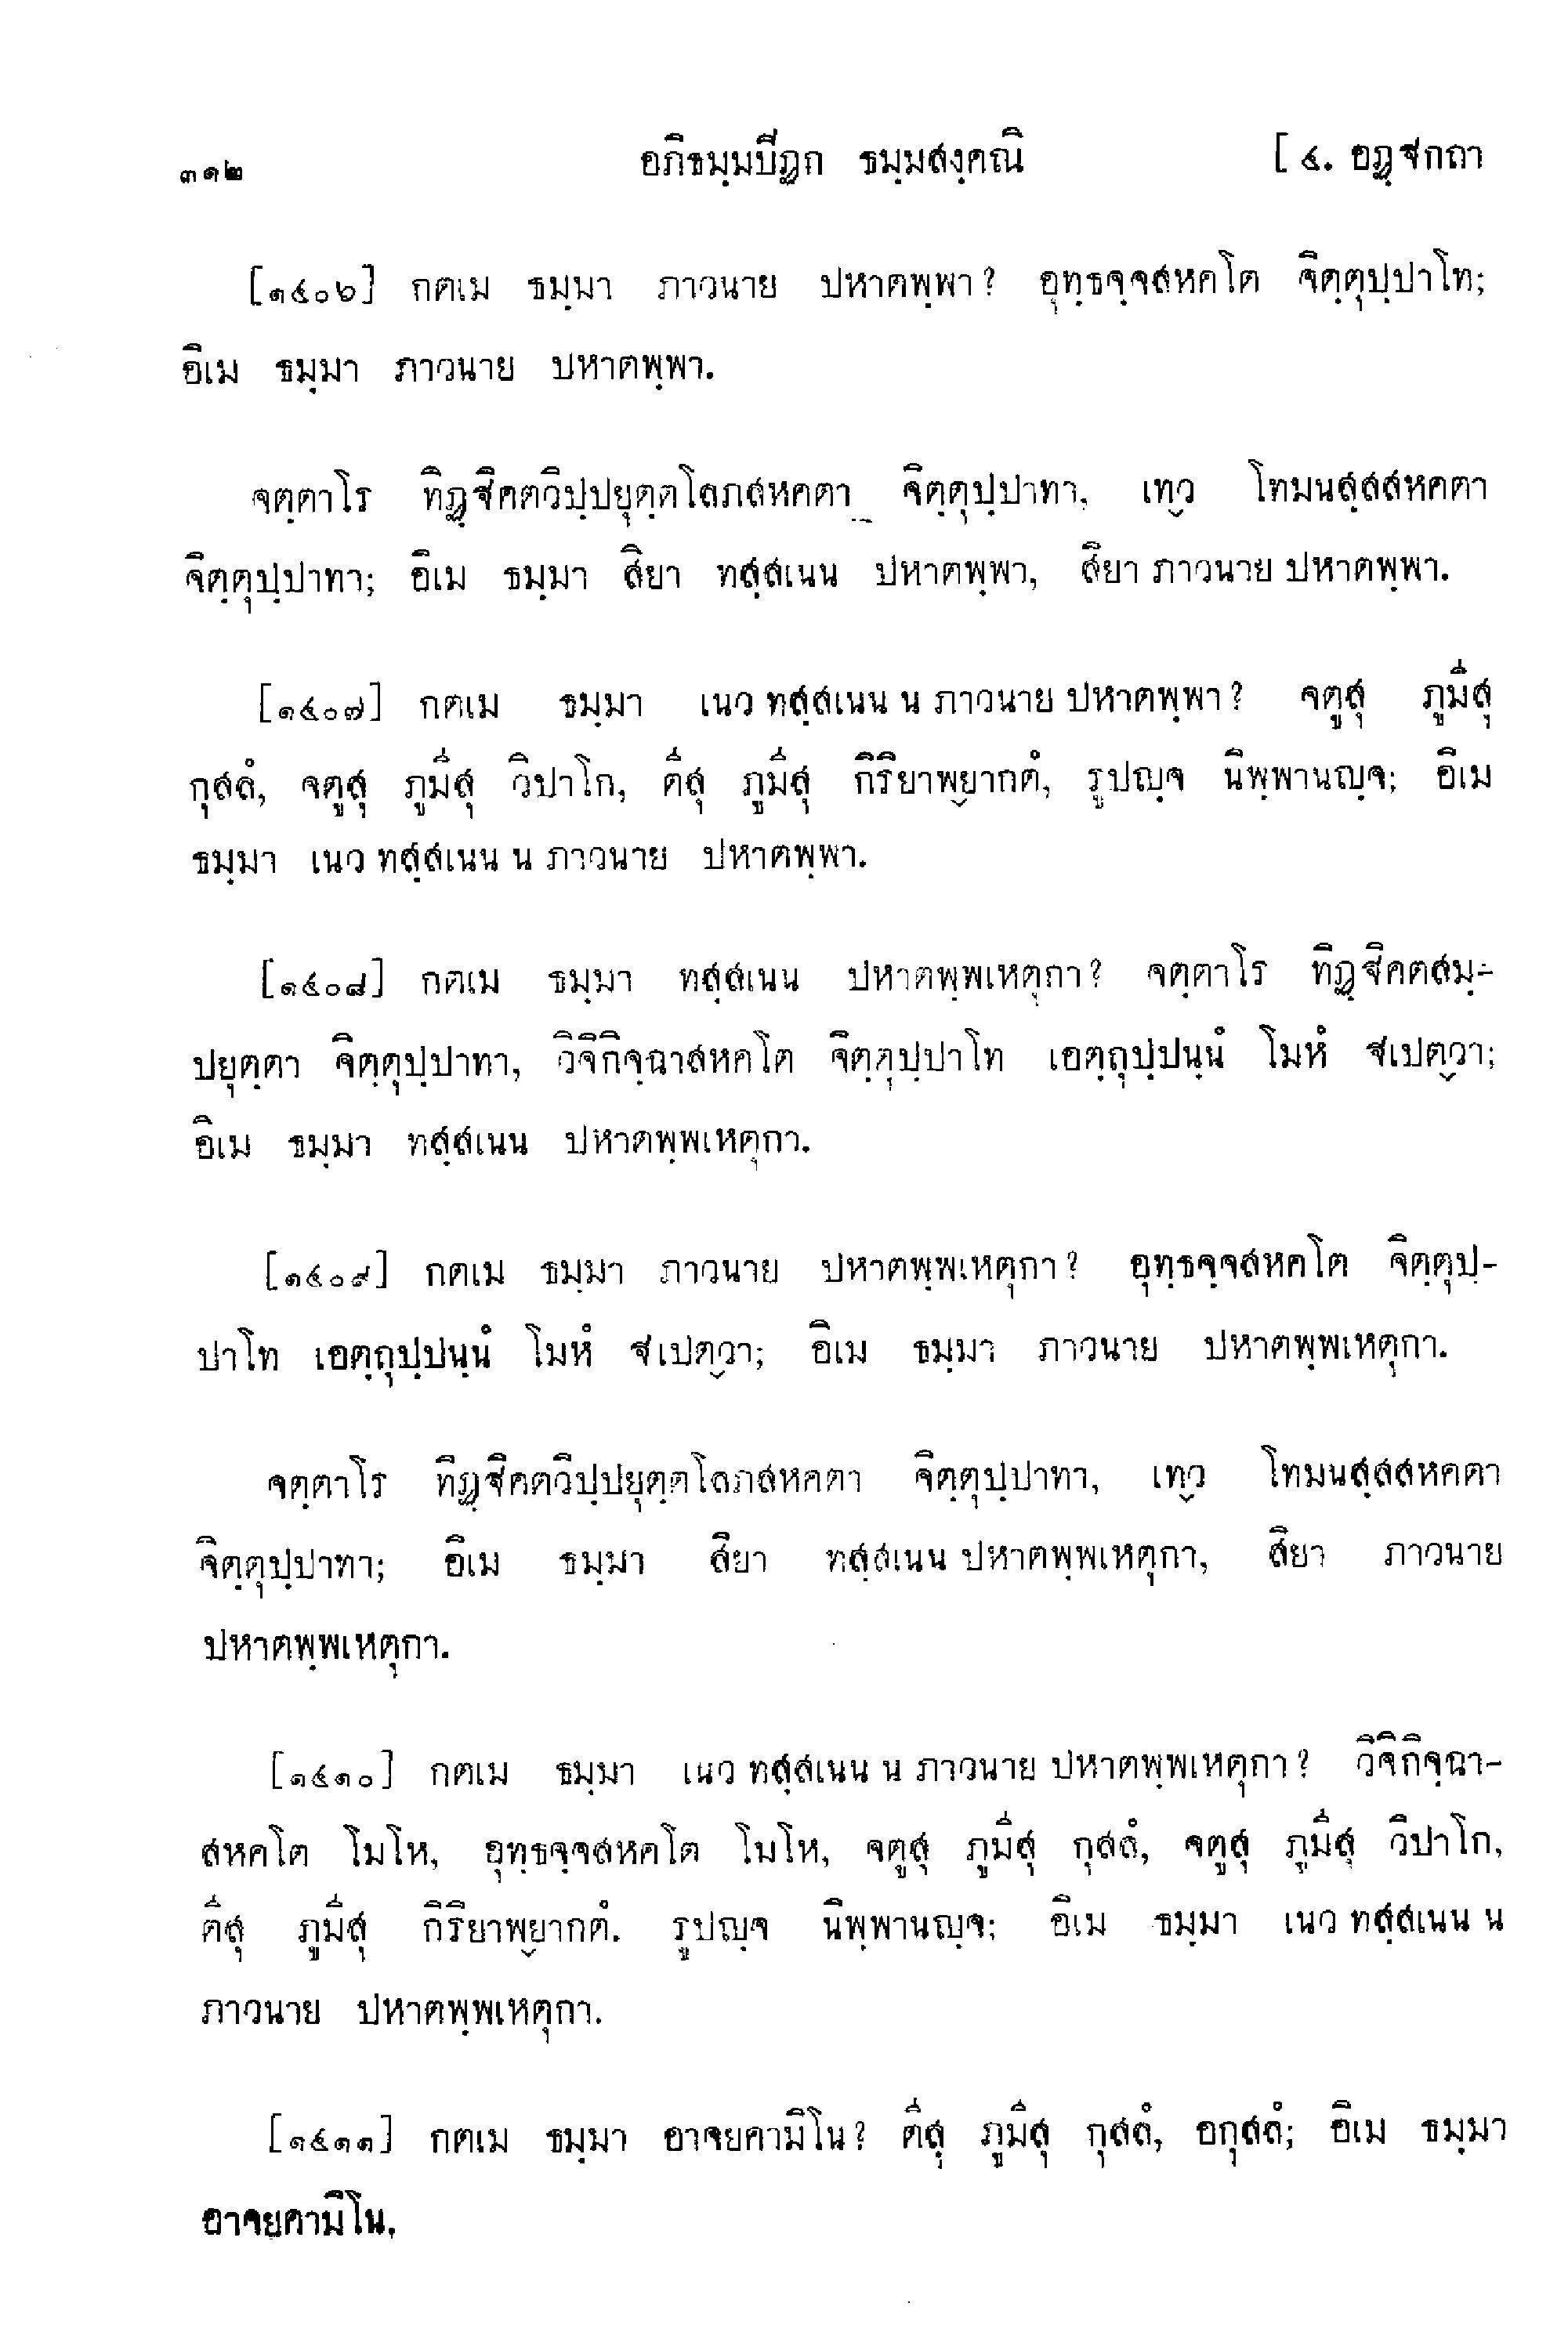 ๓๑๒ อภิธมฺมปีฏก ธมฺมสงฺคณิ [ ๔. อฏฺฐกถา
[๑๔๐๖] กตเม ธมฺมา ภาวนาย ปหาตพฺพา? อุทฺธจฺจสหคโต จิตฺตุปฺปาโท;
อิเม ธมฺมา ภาวนาย ปหาตพฺพา.
จตฺตาโร ทิฏฺฐิคตวิปฺปยุตฺตโลภสหคตา จิตฺตุปฺปาทา, เท๎ว โทมนสฺสสหคตา
จิตฺตุปฺปาทา; อิเม ธมฺมา สิยา ทสฺสเนน ปหาตพฺพา, สิยา ภาวนาย ปหาตพฺพา.
[๑๔๐๗] กตเม ธมฺมา เนว ทสฺสเนน น ภาวนาย ปหาตพฺพา? จตูสุ ภูมีสุ
กุสลํ, จตูสุ ภูมีสุ วิปาโก, ตีสุ ภูมีสุ กิริยาพ๎ยากตํ, รูปญฺจ นิพฺพานญฺจ; อิเม
ธมฺมา เนว ทสฺสเนน น ภาวนาย ปหาตพฺพา.
[๑๔๐๘] กตเม ธมฺมา ทสฺสเนน ปหาตพฺพเหตุกา? จตฺตาโร ทิฏฺฐิคตสมฺ-
ปยุตฺตา จิตฺตุปฺปาทา, วิจิกิจฺฉาสหคโต จิตฺตุปฺปาโท เอตฺถุปฺปนฺนํ โมหํ ฐเปต๎วา;
อิเม ธมฺมา ทสฺสเนน ปหาตพฺพเหตุกา.
[๑๔๐๙] กตเม ธมฺมา ภาวนาย ปหาตพฺพเหตุกา? อุทฺธจฺจสหคโต จิตฺตุปฺ-
ปาโท เอตฺถุปฺปนฺนํ โมหํ ฐเปต๎วา; อิเม ธมฺมา ภาวนาย ปหาตพฺพเหตุกา.
จตฺตาโร ทิฏฺฐิคตวิปฺปยุตฺตโลภสหคตา จิตฺตุปฺปาทา, เท๎ว โทมนสฺสสหคตา
จิตฺตุปฺปาทา; อิเม ธมฺมา สิยา ทสฺสเนน ปหาตพฺพเหตุกา, สิยา ภาวนาย
ปหาตพฺพเหตุกา.
[๑๔๑๐] กตเม ธมฺมา เนว ทสฺสเนน น ภาวนาย ปหาตพฺพเหตุกา? วิจิกิจฺฉา-
สหคโต โมโห, อุทฺธจฺจสหคโต โมโห, จตูสุ ภูมีสุ กุสลํ, จตูสุ ภูมีสุ วิปาโก,
ตีสุ ภูมีสุ กิริยาพ๎ยากตํ. รูปญฺจ นิพฺพานญฺจ; อิเม ธมฺมา เนว ทสฺสเนน น
ภาวนาย ปหาตพฺพเหตุกา.
[๑๔๑๑] กตเม ธมฺมา อาจยคามิโน? ตีสุ ภูมีสุ กุสลํ, อกุสลํ; อิเม ธมฺมา
อาจยคามิโน.